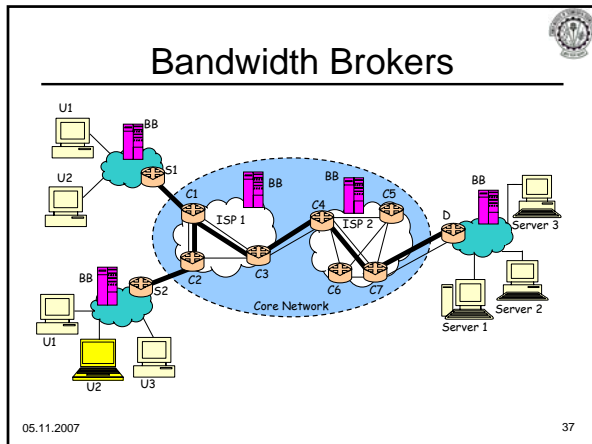 Bandwidth Brokers
U1
BB
U2
S1
BB
BB
C1
ISP 1
C4
C5
ISP 2
BB
D
Server 3
C3
C2
C6
C7
BB
S2
Core Network
Server 1
Server 2
U1
U2
U3
05.11.2007
37